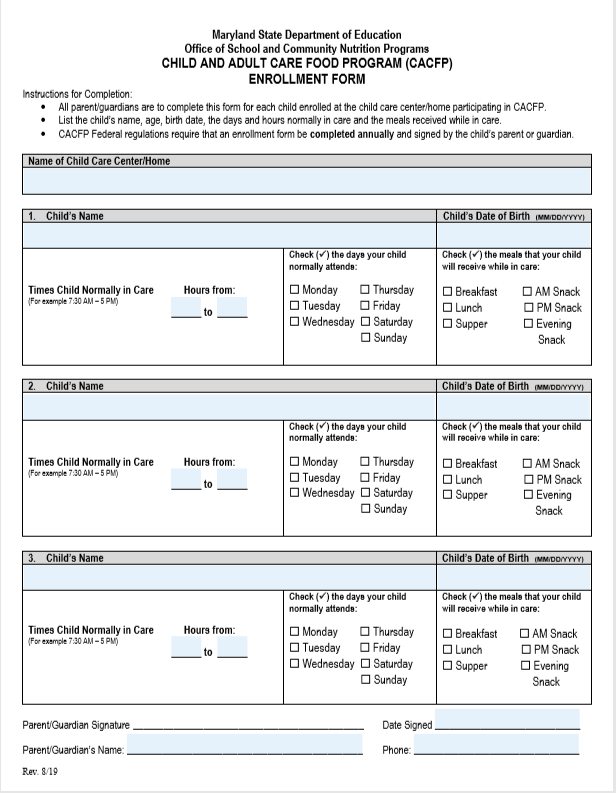 Maryland State Department of Education
Office of School and Community Nutrition Programs
CHILD AND ADULT CARE FOOD PROGRAM (CACFP)
ENROLLMENT FORM
Instructions for Completion:
• All parent/guardians are to complete this form for each child enrolled at the child care center/home participating in CACFP.
• List the child's name, age, birth date, the days and hours normally in care and the meals received while in care.
• CACFP Federal regulations require that an enrollment form be completed annually and signed by the child's parent or guardian.
Name of Child Care Center/Home
1. Child's Name Child's Date of Birth (MM/DD/YYYY)
Times Child Normally in Care
(For example 7:30 AM – 5 PM)
Hours from:
_____ to _____
Check (✓) the days your child
normally attends:
☐ Monday ☐ Thursday
☐ Tuesday ☐ Friday
☐ Wednesday ☐ Saturday
☐ Sunday
Check (✓) the meals that your child
will receive while in care:
☐ Breakfast ☐ AM Snack
☐ Lunch ☐ PM Snack
☐ Supper ☐ Evening
Snack
2. Child's Name Child's Date of Birth (MM/DD/YYYY)
Times Child Normally in Care
(For example 7:30 AM – 5 PM)
Hours from:
_____ to _____
Check (✓) the days your child
normally attends:
☐ Monday ☐ Thursday
☐ Tuesday ☐ Friday
☐ Wednesday ☐ Saturday
☐ Sunday
Check (✓) the meals that your child
will receive while in care:
☐ Breakfast ☐ AM Snack
☐ Lunch ☐ PM Snack
☐ Supper ☐ Evening
Snack
3. Child's Name Child's Date of Birth (MM/DD/YYYY)
Times Child Normally in Care
(For example 7:30 AM – 5 PM)
Hours from:
_____ to _____
Check (✓) the days your child
normally attends:
☐ Monday ☐ Thursday
☐ Tuesday ☐ Friday
☐ Wednesday ☐ Saturday
☐ Sunday
Check (✓) the meals that your child
will receive while in care:
☐ Breakfast ☐ AM Snack
☐ Lunch ☐ PM Snack
☐ Supper ☐ Evening
Snack
Parent/Guardian Signature _____ Date Signed _____
Parent/Guardian's Name: _____ Phone: _____
Rev. 8/19